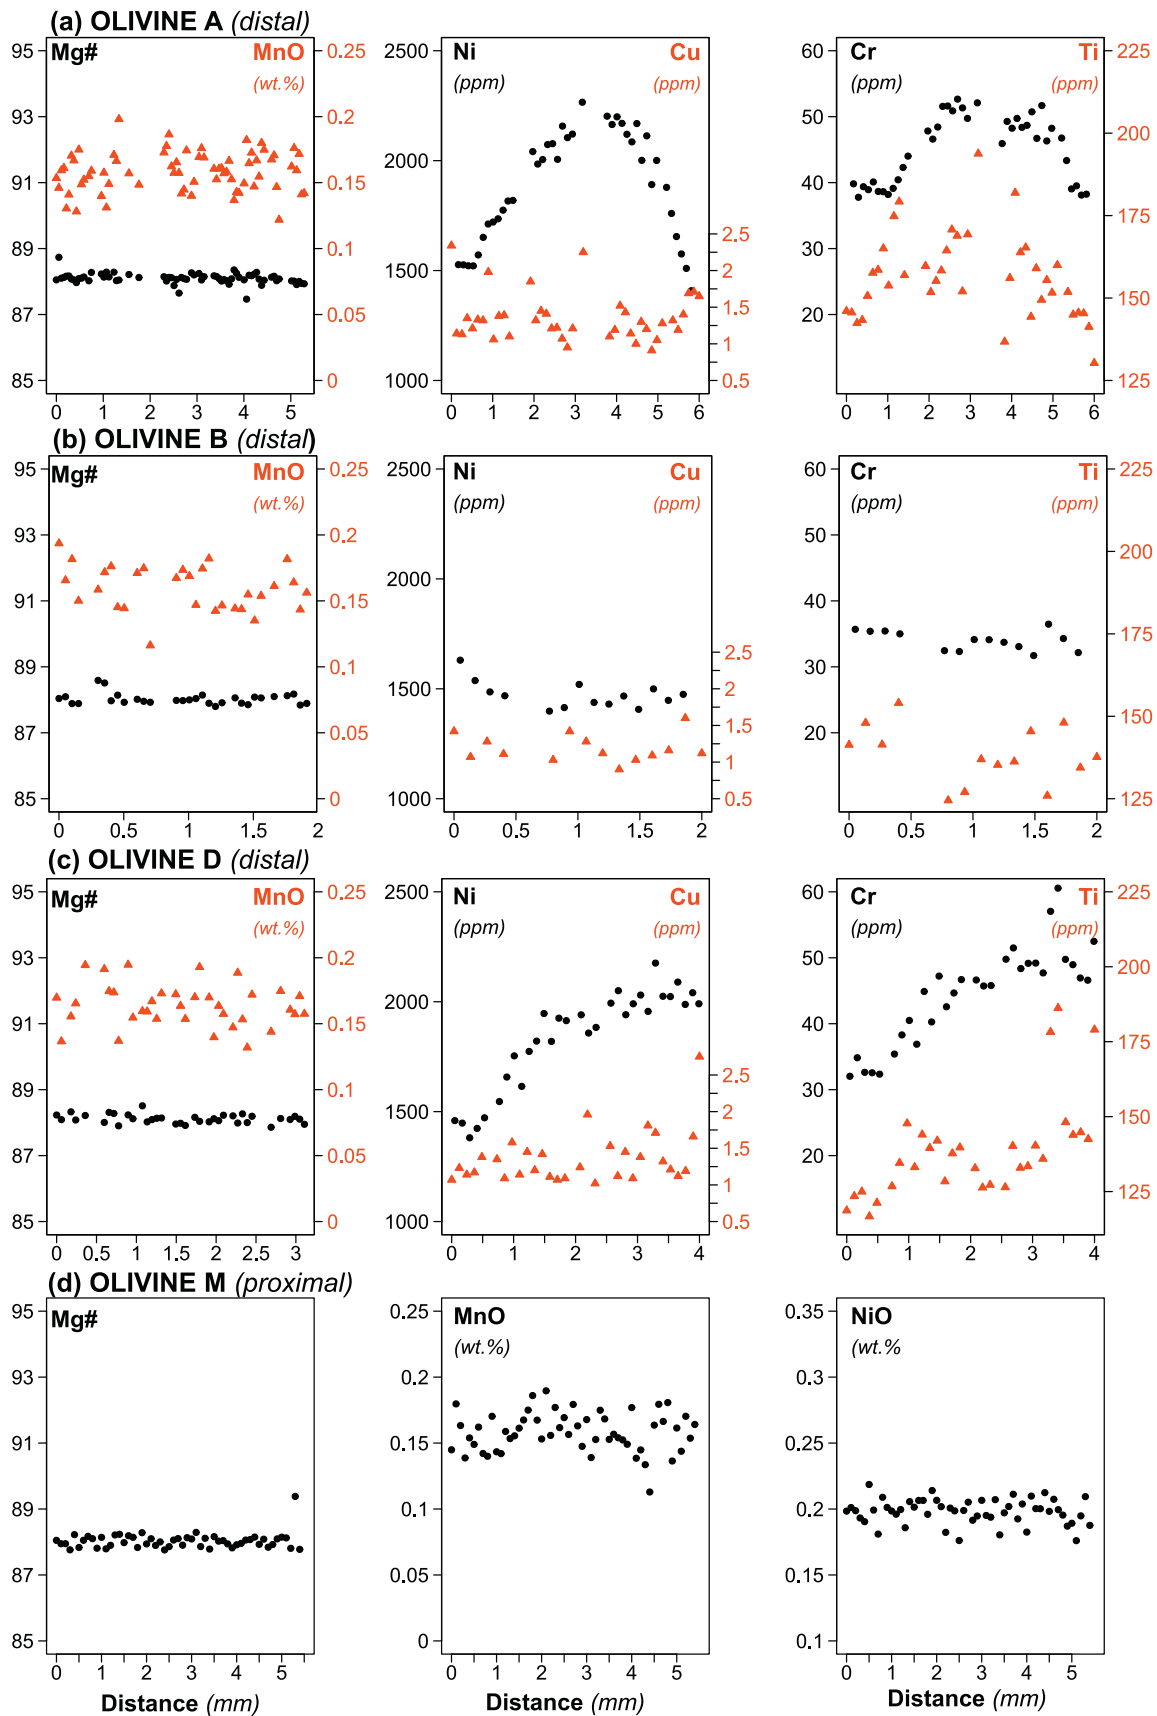 (a) OLIVINE A (distal)
Mg# MnO
(wt.%)
95 93 91 89 87 85
0.25 0.2 0.15 0.1 0.05 0
0 1 2 3 4 5
Ni Cu
(ppm) (ppm)
2500 2000 1500 1000
2.5 2 1.5 1 0.5
0 1 2 3 4 5 6
Cr Ti
(ppm) (ppm)
60 50 40 30 20
225 200 175 150 125
0 1 2 3 4 5 6
(b) OLIVINE B (distal)
Mg# MnO
(wt.%)
95 93 91 89 87 85
0.25 0.2 0.15 0.1 0.05 0
0 0.5 1 1.5 2
Ni Cu
(ppm) (ppm)
2500 2000 1500 1000
2.5 2 1.5 1 0.5
0 0.5 1 1.5 2
Cr Ti
(ppm) (ppm)
60 50 40 30 20
225 200 175 150 125
0 0.5 1 1.5 2
(c) OLIVINE D (distal)
Mg# MnO
(wt.%)
95 93 91 89 87 85
0.25 0.2 0.15 0.1 0.05 0
0 0.5 1 1.5 2 2.5 3
Ni Cu
(ppm) (ppm)
2500 2000 1500 1000
2.5 2 1.5 1 0.5
0 1 2 3 4
Cr Ti
(ppm) (ppm)
60 50 40 30 20
225 200 175 150 125
0 1 2 3 4
(d) OLIVINE M (proximal)
Mg#
95 93 91 89 87 85
0 1 2 3 4 5
Distance (mm)
MnO
(wt.%)
0.25 0.2 0.15 0.1 0.05 0
0 1 2 3 4 5
Distance (mm)
NiO
(wt.%
0.35 0.3 0.25 0.2 0.15 0.1
0 1 2 3 4 5
Distance (mm)